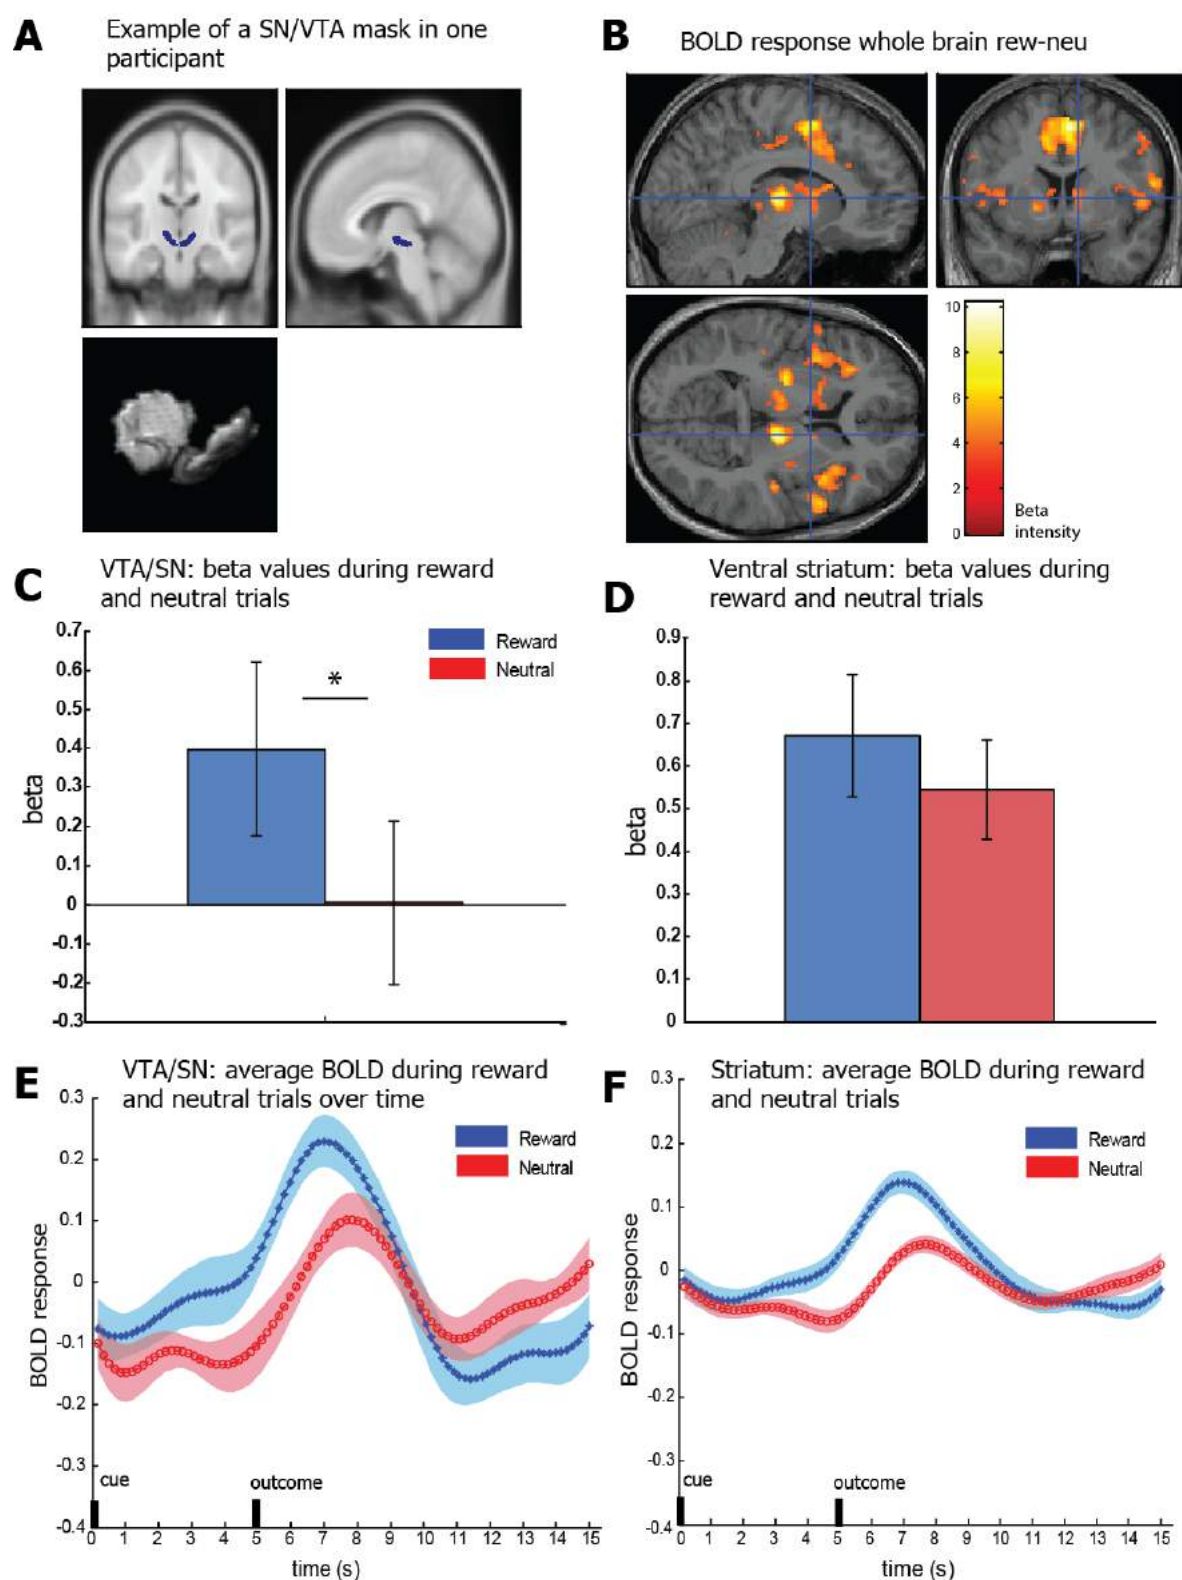 A
Example of a SN/VTA mask in one
participant
B
BOLD response whole brain rew-neu
10
8
6
4
2
0
Beta
intensity
C
VTA/SN: beta values during reward
and neutral trials
0.7
0.6
0.5
0.4
0.3
0.2
0.1
0
-0.1
-0.2
-0.3
beta
Reward
Neutral
*
D
Ventral striatum: beta values during
reward and neutral trials
0.9
0.8
0.7
0.6
0.5
0.4
0.3
0.2
0.1
0
beta
E
VTA/SN: average BOLD during reward
and neutral trials over time
0.3
0.2
0.1
0
-0.1
-0.2
-0.3
-0.4
BOLD response
Reward
Neutral
cue
outcome
0 1 2 3 4 5 6 7 8 9 10 11 12 13 14 15
time (s)
F
Striatum: average BOLD during reward
and neutral trials
0.3
0.2
0.1
0
-0.1
-0.2
-0.3
-0.4
BOLD response
Reward
Neutral
cue
outcome
0 1 2 3 4 5 6 7 8 9 10 11 12 13 14 15
time (s)